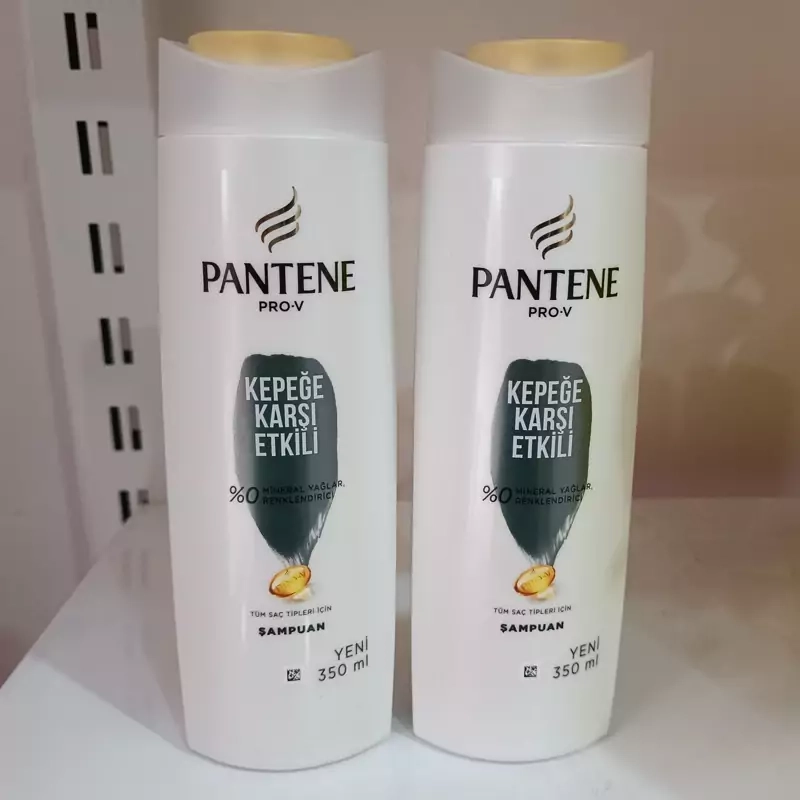 PANTENE
PRO-V
KEPEĞE
KARŞI
ETKİLİ
%0 MİNERAL YAĞLAR,
RENKLENDİRİCİ
TÜM SAÇ TİPLERİ İÇİN
ŞAMPUAN
YENİ
350 ml
PANTENE
PRO-V
KEPEĞE
KARŞI
ETKİLİ
%0 MİNERAL YAĞLAR,
RENKLENDİRİCİ
TÜM SAÇ TİPLERİ İÇİN
ŞAMPUAN
YENİ
350 ml